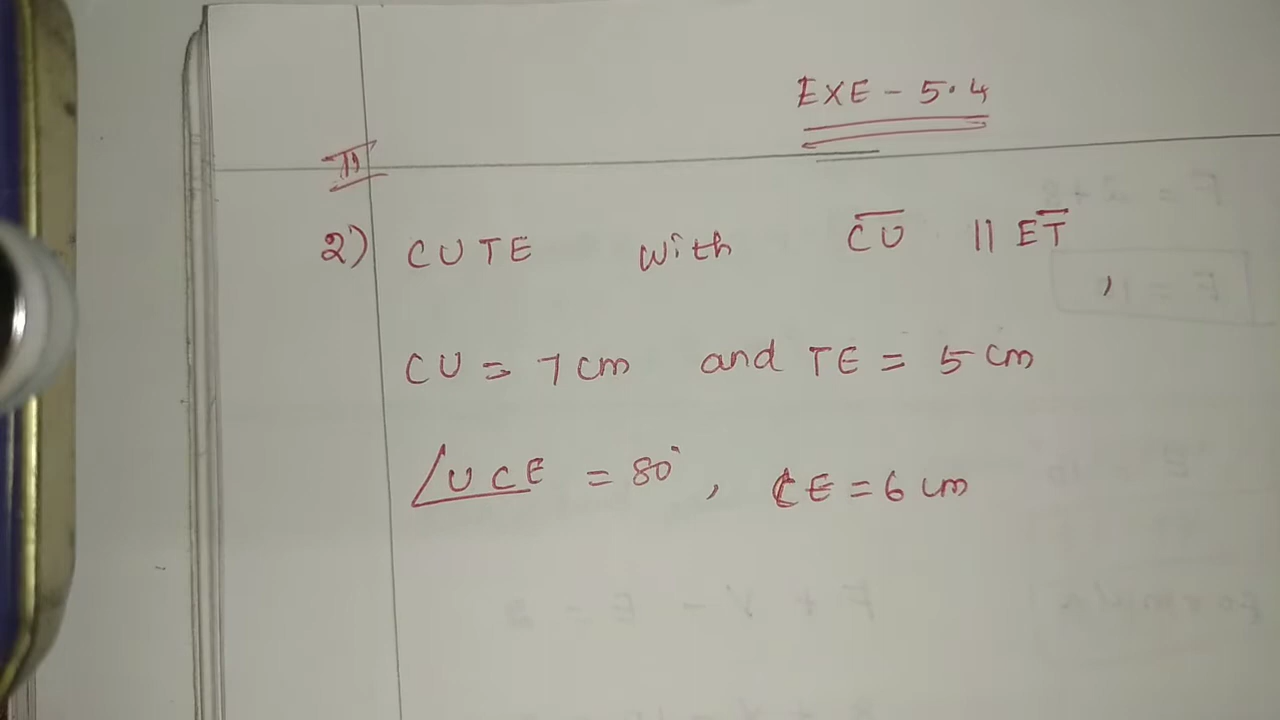 EXE - 5.4
II
2) CUTE with CU || ET,
CU = 7 cm and TE = 5 cm
∠UCE = 80°, CE = 6 cm